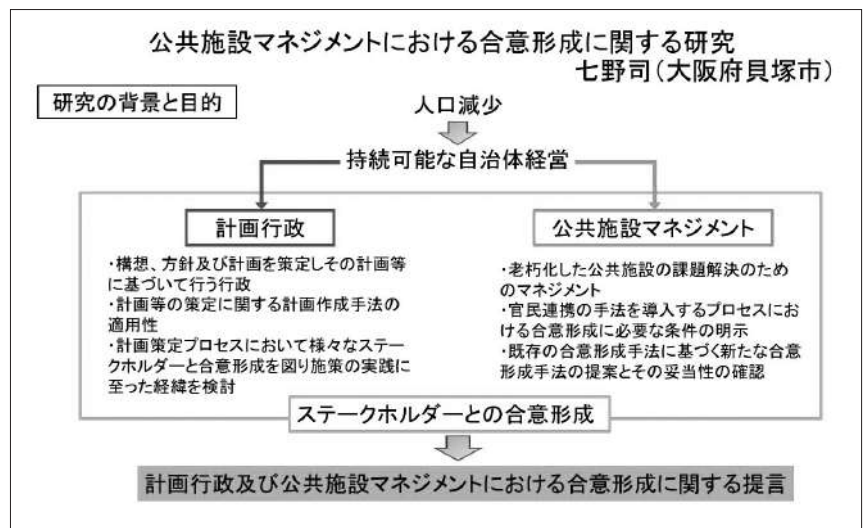 公共施設マネジメントにおける合意形成に関する研究
七野司(大阪府貝塚市)
研究の背景と目的
人口減少
持続可能な自治体経営
計画行政
・構想、方針及び計画を策定しその計画等
に基づいて行う行政
・計画等の策定に関する計画作成手法の
適用性
・計画策定プロセスにおいて様々なステー
クホルダーと合意形成を図り施策の実践に
至った経緯を検討
公共施設マネジメント
・老朽化した公共施設の課題解決のため
のマネジメント
・官民連携の手法を導入するプロセスにお
ける合意形成に必要な条件の明示
・既存の合意形成手法に基づく新たな合意
形成手法の提案とその妥当性の確認
ステークホルダーとの合意形成
計画行政及び公共施設マネジメントにおける合意形成に関する提言